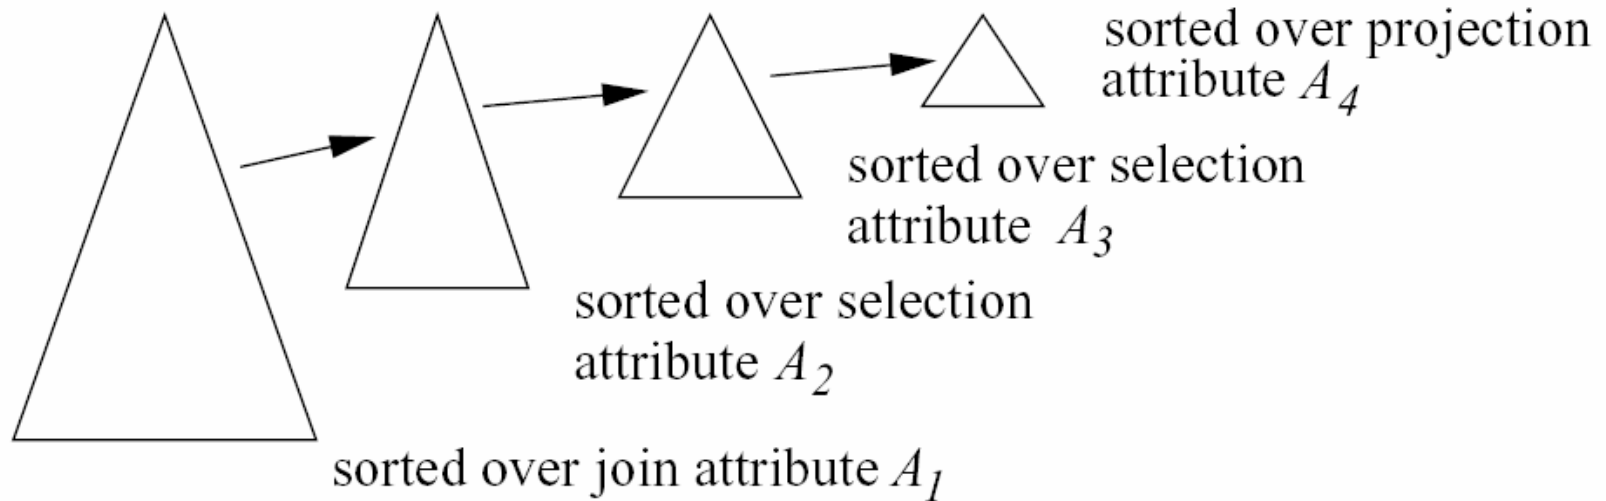 sorted over projection
attribute A4
sorted over selection
attribute A3
sorted over selection
attribute A2
sorted over join attribute A1